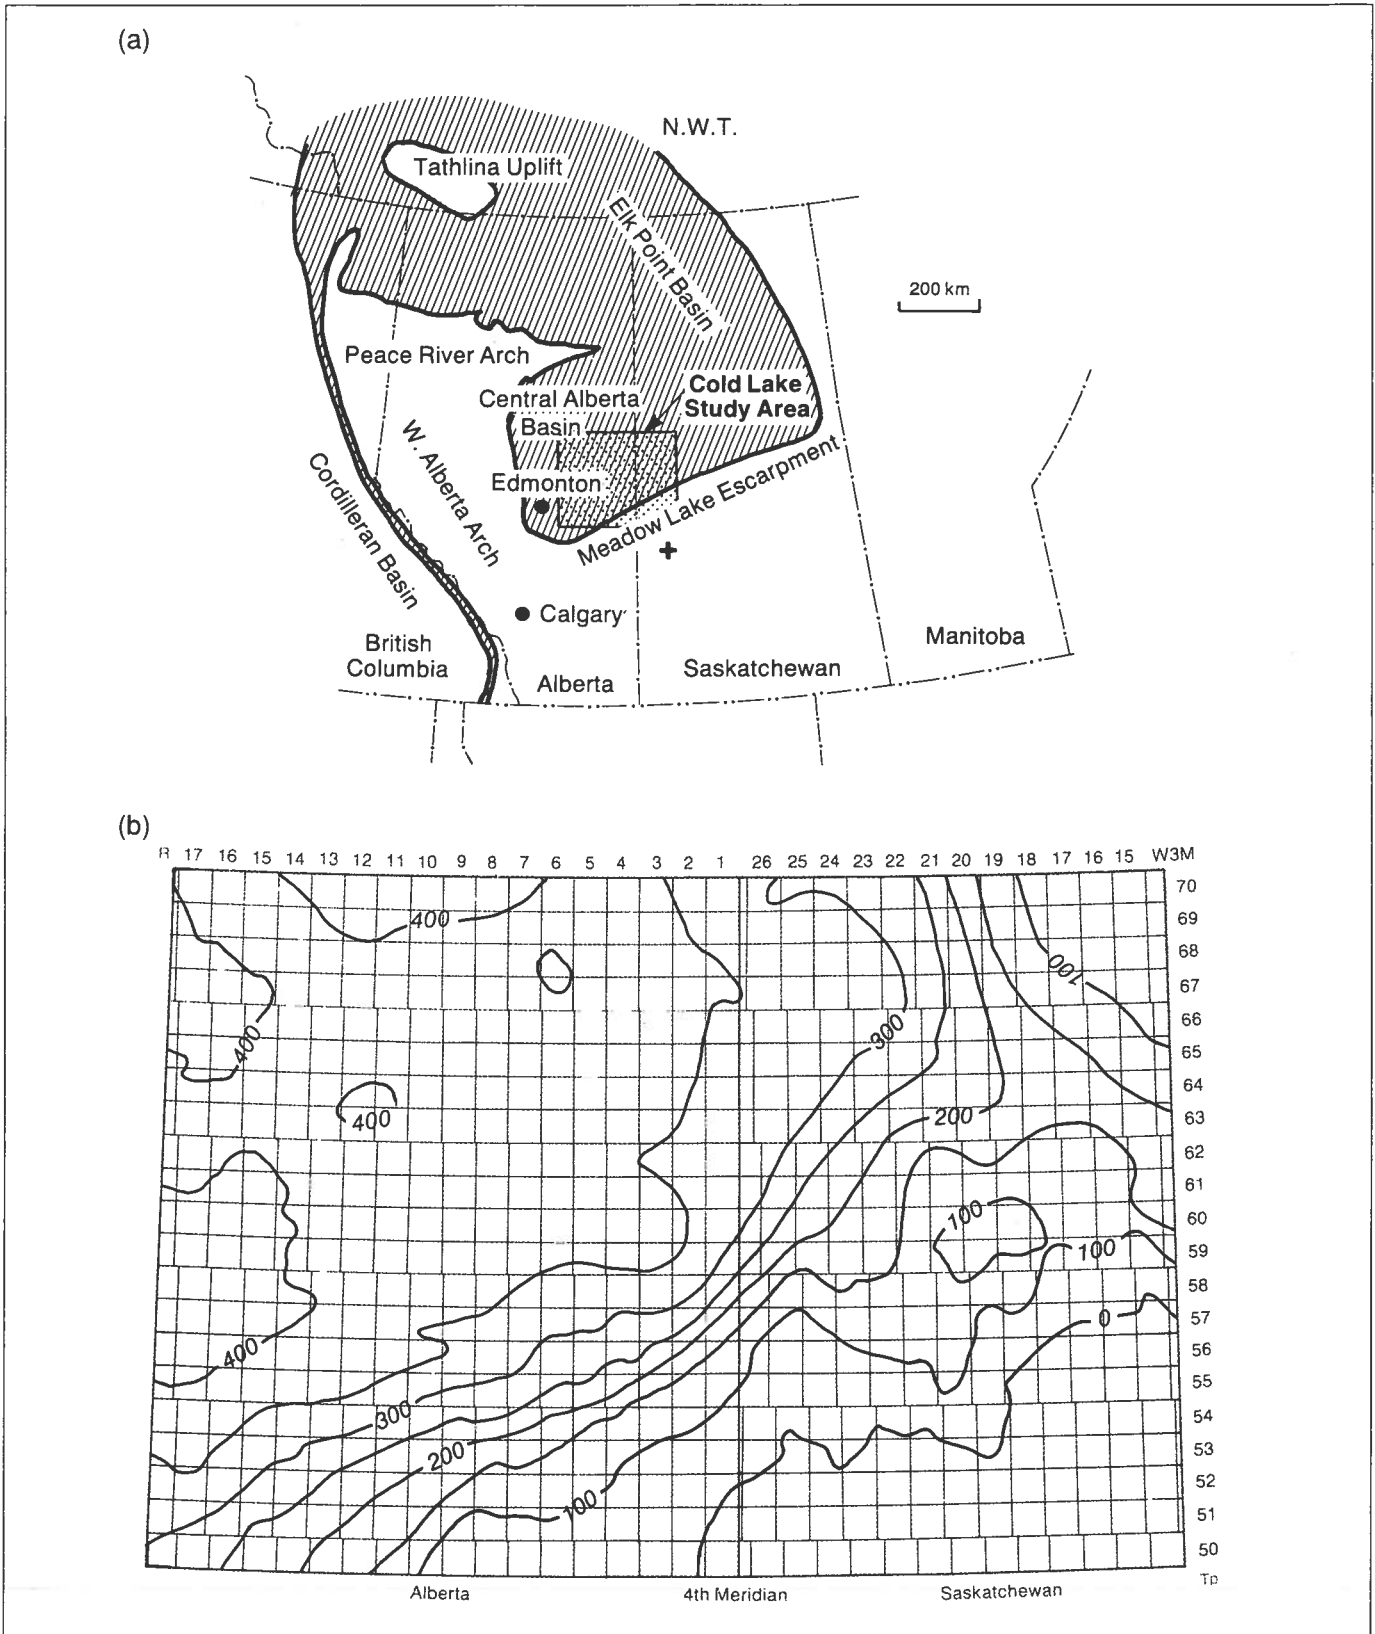 (a)
N.W.T.
Tathlina Uplift
Elk Point Basin
200 km
Peace River Arch
Cold Lake
Study Area
Central Alberta
Basin
W. Alberta Arch
Edmonton
Meadow Lake Escarpment
Cordilleran Basin
Calgary
British
Columbia
Alberta
Saskatchewan
Manitoba
(b)
R 17 16 15 14 13 12 11 10 9 8 7 6 5 4 3 2 1 26 25 24 23 22 21 20 19 18 17 16 15 W3M
70
69
68
67
66
65
64
63
62
61
60
59
58
57
56
55
54
53
52
51
50
Tp
400
100
400
300
400
200
100
100
0
400
300
200
100
Alberta
4th Meridian
Saskatchewan